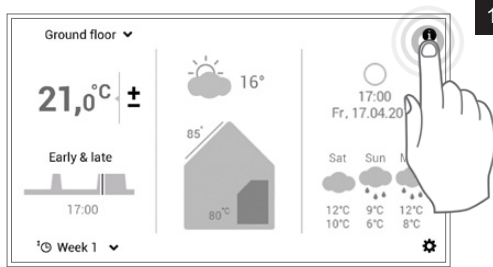 1
Ground floor
i
21,0°C ±
16°
17:00
Fr, 17.04.20
85°
Early & late
80°C
17:00
Sat Sun
12°C 9°C 12°C
10°C 6°C 8°C
Week 1